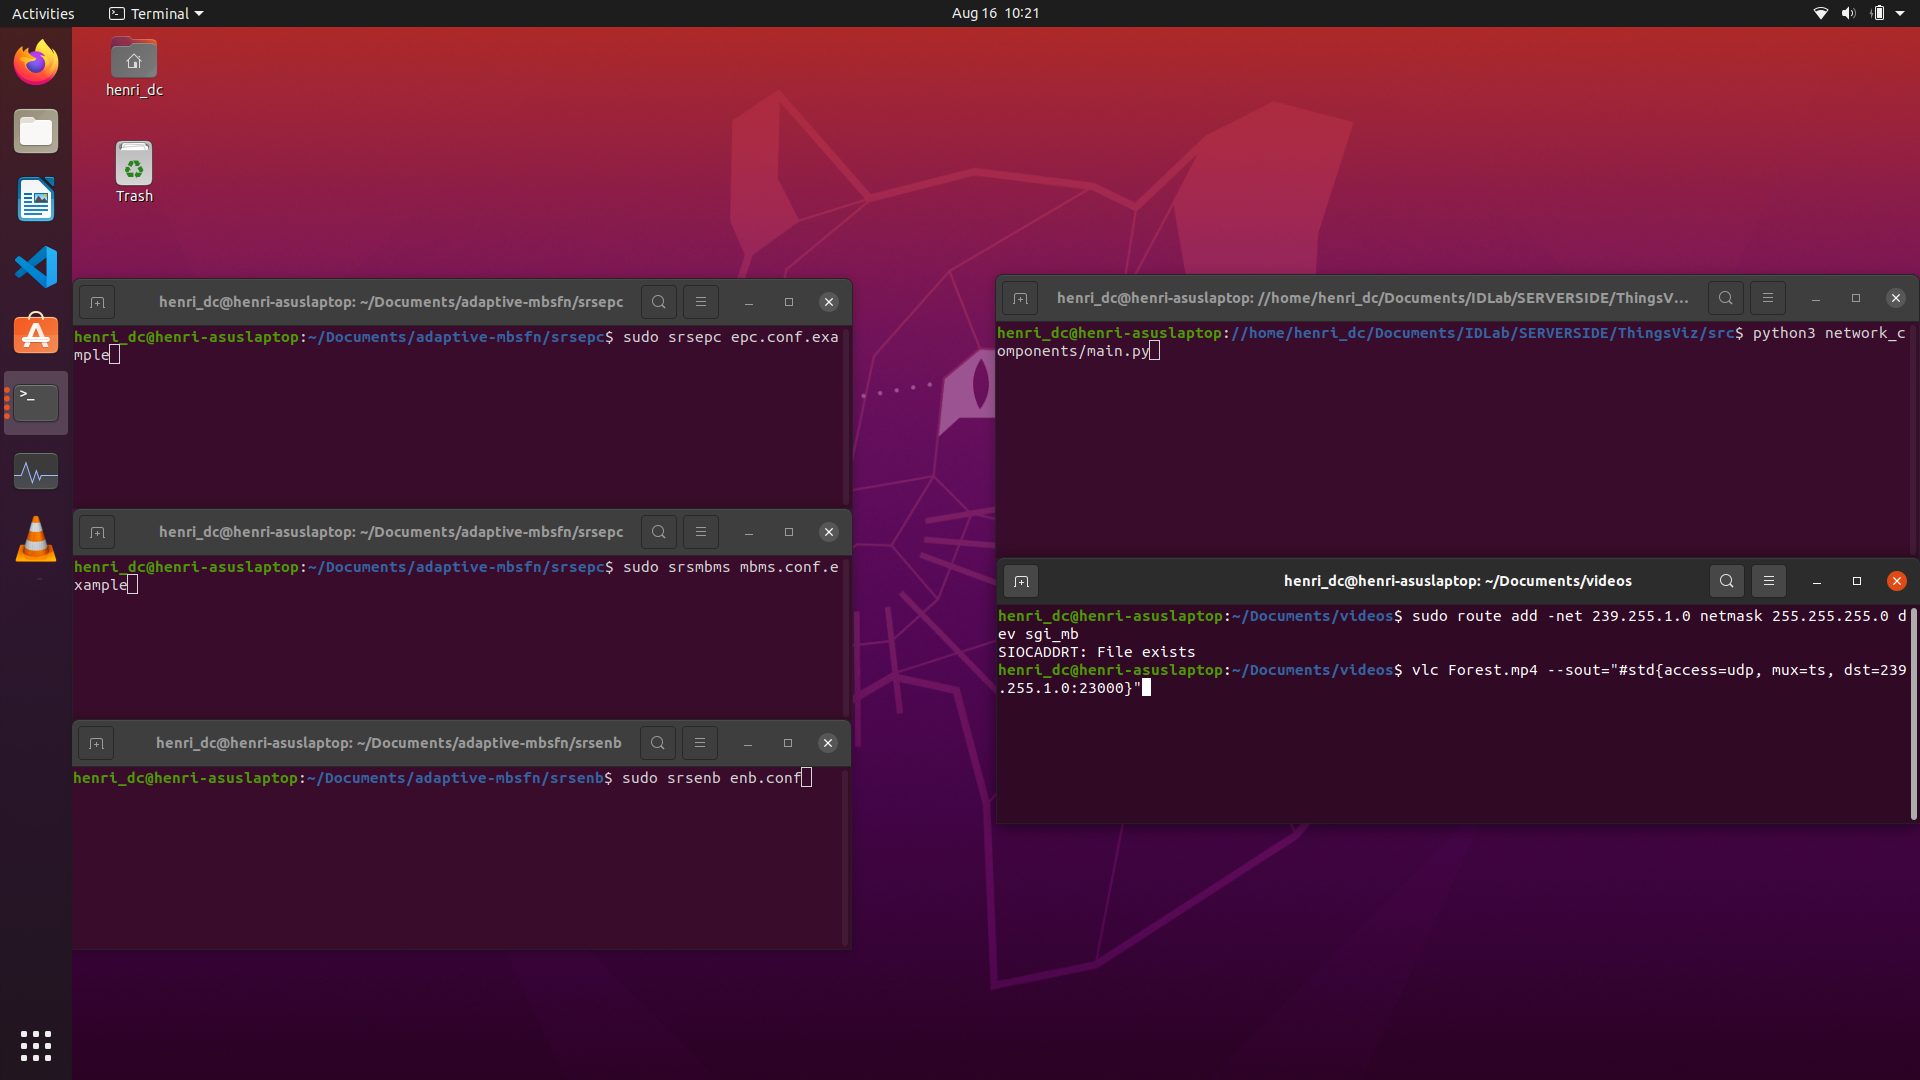 Activities
Terminal
Aug 16 10:21
henri_dc
Trash
henri_dc@henri-asuslaptop: ~/Documents/adaptive-mbsfn/srsepc
henri_dc@henri-asuslaptop:~/Documents/adaptive-mbsfn/srsepc$ sudo srsepc epc.conf.exa
mple
henri_dc@henri-asuslaptop: ~/Documents/adaptive-mbsfn/srsepc
henri_dc@henri-asuslaptop:~/Documents/adaptive-mbsfn/srsepc$ sudo srsmbms mbms.conf.e
xample
henri_dc@henri-asuslaptop: ~/Documents/adaptive-mbsfn/srsenb
henri_dc@henri-asuslaptop:~/Documents/adaptive-mbsfn/srsenb$ sudo srsenb enb.conf
henri_dc@henri-asuslaptop: //home/henri_dc/Documents/IDLab/SERVERSIDE/ThingsV...
henri_dc@henri-asuslaptop://home/henri_dc/Documents/IDLab/SERVERSIDE/ThingsViz/src$ python3 network_c
omponents/main.py
henri_dc@henri-asuslaptop: ~/Documents/videos
henri_dc@henri-asuslaptop:~/Documents/videos$ sudo route add -net 239.255.1.0 netmask 255.255.255.0 d
ev sgi_mb
SIOCADDRT: File exists
henri_dc@henri-asuslaptop:~/Documents/videos$ vlc Forest.mp4 --sout="#std{access=udp, mux=ts, dst=239
.255.1.0:23000}"